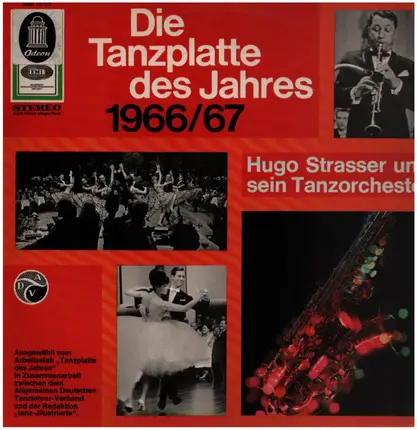 Odeon
EMI
STEREO
Die
Tanzplatte
des Jahres
1966/67
Hugo Strasser un
sein Tanzorcheste
A
D V
Ausgewählt vom
Arbeitsstab „Tanzplatte
des Jahres“
in Zusammenarbeit
zwischen dem
Allgemeinen Deutschen
Tanzlehrer-Verband
und der Redaktion
„tanz-illustrierte“.